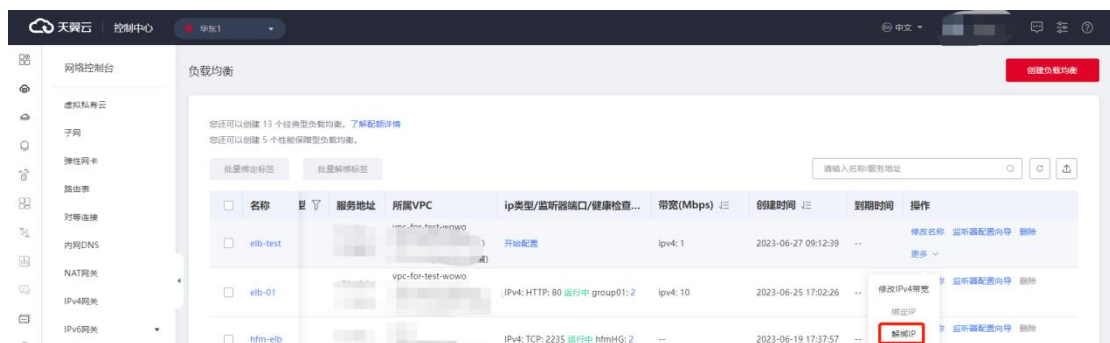 天翼云 控制中心 华东1 中文
网络控制台
虚拟私有云
子网
弹性网卡
路由表
对等连接
内网DNS
NAT网关
IPv4网关
IPv6网关
负载均衡 创建负载均衡
您还可以创建 13 个经典型负载均衡。了解配额详情
您还可以创建 5 个性能保障型负载均衡。
批量绑定标签 批量解绑标签 请输入名称/服务地址
名称 型 服务地址 所属VPC ip类型/监听器端口/健康检查... 带宽(Mbps) 创建时间 到期时间 操作
elb-test vpc-for-test-wowo 开始配置 ipv4: 1 2023-06-27 09:12:39 -- 修改名称 监听器配置向导 删除
更多
elb-01 vpc-for-test-wowo IPv4: HTTP: 80 运行中 group01: 2 ipv4: 10 2023-06-25 17:02:26 -- 监听器配置向导 删除
修改IPv4带宽
绑定IP
解绑IP
hfm-elb IPv4: TCP: 2235 运行中 hfmHG: 2 -- 2023-06-19 17:37:57 -- 监听器配置向导 删除